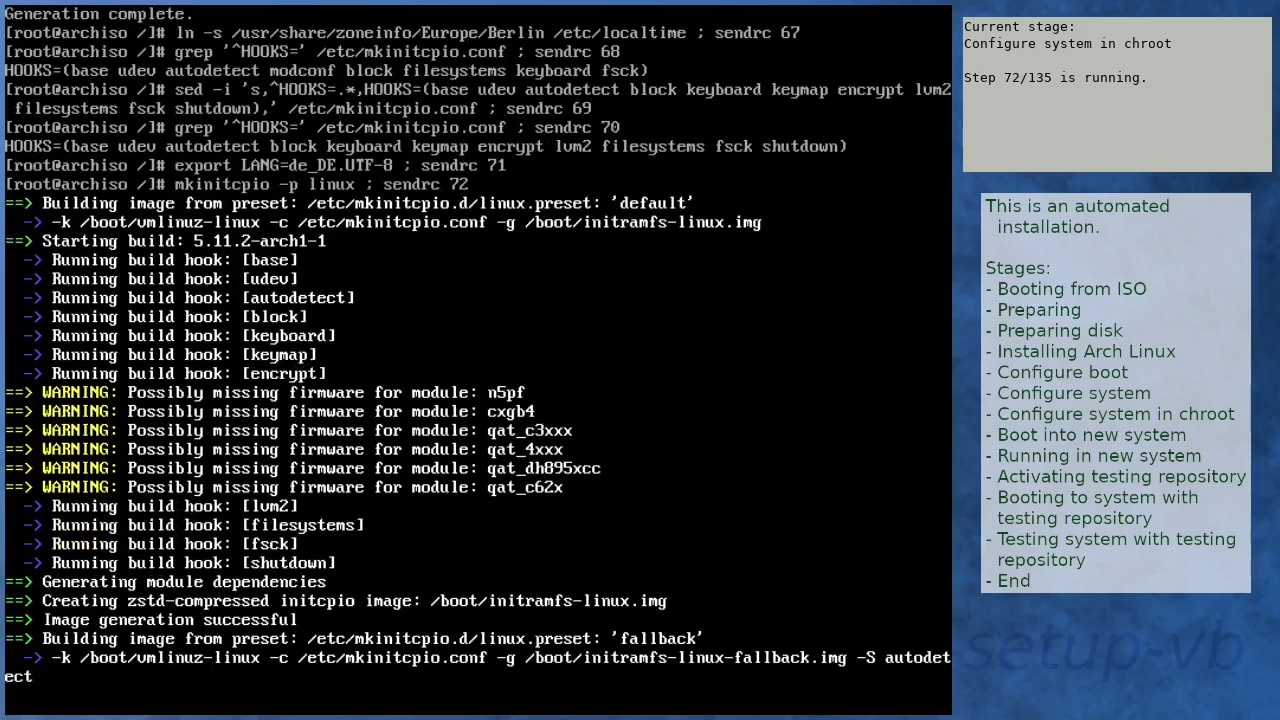 Generation complete.
[root@archiso /]# ln -s /usr/share/zoneinfo/Europe/Berlin /etc/localtime ; sendrc 67
[root@archiso /]# grep '^HOOKS=' /etc/mkinitcpio.conf ; sendrc 68
HOOKS=(base udev autodetect modconf block filesystems keyboard fsck)
[root@archiso /]# sed -i 's,^HOOKS=.*,HOOKS=(base udev autodetect block keyboard keymap encrypt lvm2
 filesystems fsck shutdown),' /etc/mkinitcpio.conf ; sendrc 69
[root@archiso /]# grep '^HOOKS=' /etc/mkinitcpio.conf ; sendrc 70
HOOKS=(base udev autodetect block keyboard keymap encrypt lvm2 filesystems fsck shutdown)
[root@archiso /]# export LANG=de_DE.UTF-8 ; sendrc 71
[root@archiso /]# mkinitcpio -p linux ; sendrc 72
==> Building image from preset: /etc/mkinitcpio.d/linux.preset: 'default'
  -> -k /boot/vmlinuz-linux -c /etc/mkinitcpio.conf -g /boot/initramfs-linux.img
==> Starting build: 5.11.2-arch1-1
  -> Running build hook: [base]
  -> Running build hook: [udev]
  -> Running build hook: [autodetect]
  -> Running build hook: [block]
  -> Running build hook: [keyboard]
  -> Running build hook: [keymap]
  -> Running build hook: [encrypt]
==> WARNING: Possibly missing firmware for module: n5pf
==> WARNING: Possibly missing firmware for module: cxgb4
==> WARNING: Possibly missing firmware for module: qat_c3xxx
==> WARNING: Possibly missing firmware for module: qat_4xxx
==> WARNING: Possibly missing firmware for module: qat_dh895xcc
==> WARNING: Possibly missing firmware for module: qat_c62x
  -> Running build hook: [lvm2]
  -> Running build hook: [filesystems]
  -> Running build hook: [fsck]
  -> Running build hook: [shutdown]
==> Generating module dependencies
==> Creating zstd-compressed initcpio image: /boot/initramfs-linux.img
==> Image generation successful
==> Building image from preset: /etc/mkinitcpio.d/linux.preset: 'fallback'
  -> -k /boot/vmlinuz-linux -c /etc/mkinitcpio.conf -g /boot/initramfs-linux-fallback.img -S autodet
ect
Current stage:
Configure system in chroot
Step 72/135 is running.
This is an automated
installation.
Stages:
- Booting from ISO
- Preparing
- Preparing disk
- Installing Arch Linux
- Configure boot
- Configure system
- Configure system in chroot
- Boot into new system
- Running in new system
- Activating testing repository
- Booting to system with
testing repository
- Testing system with testing
repository
- End
setup-vb